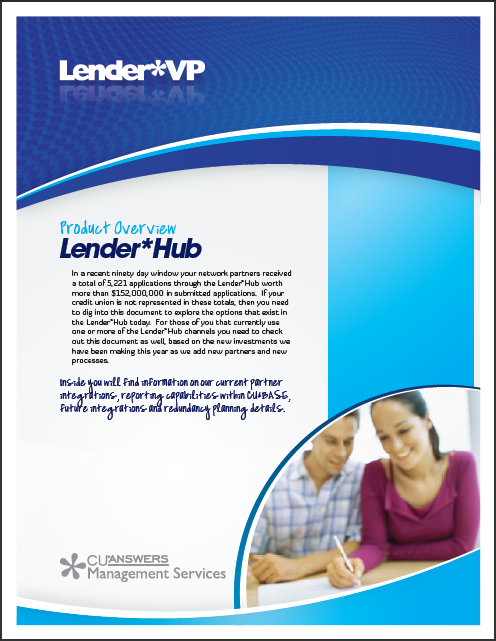 Lender*VP
Product Overview
Lender*Hub
In a recent ninety day window your network partners received
a total of 5,221 applications through the Lender*Hub worth
more than $152,000,000 in submitted applications. If your
credit union is not represented in these totals, then you need
to dig into this document to explore the options that exist in
the Lender*Hub today. For those of you that currently use
one or more of the Lender*Hub channels you need to check
out this document as well, based on the new investments we
have been making this year as we add new partners and new
processes.
Inside you will find information on our current partner
integrations, reporting capabilities within CU*BASE,
future integrations and redundancy planning details.
CU*ANSWERS
Management Services